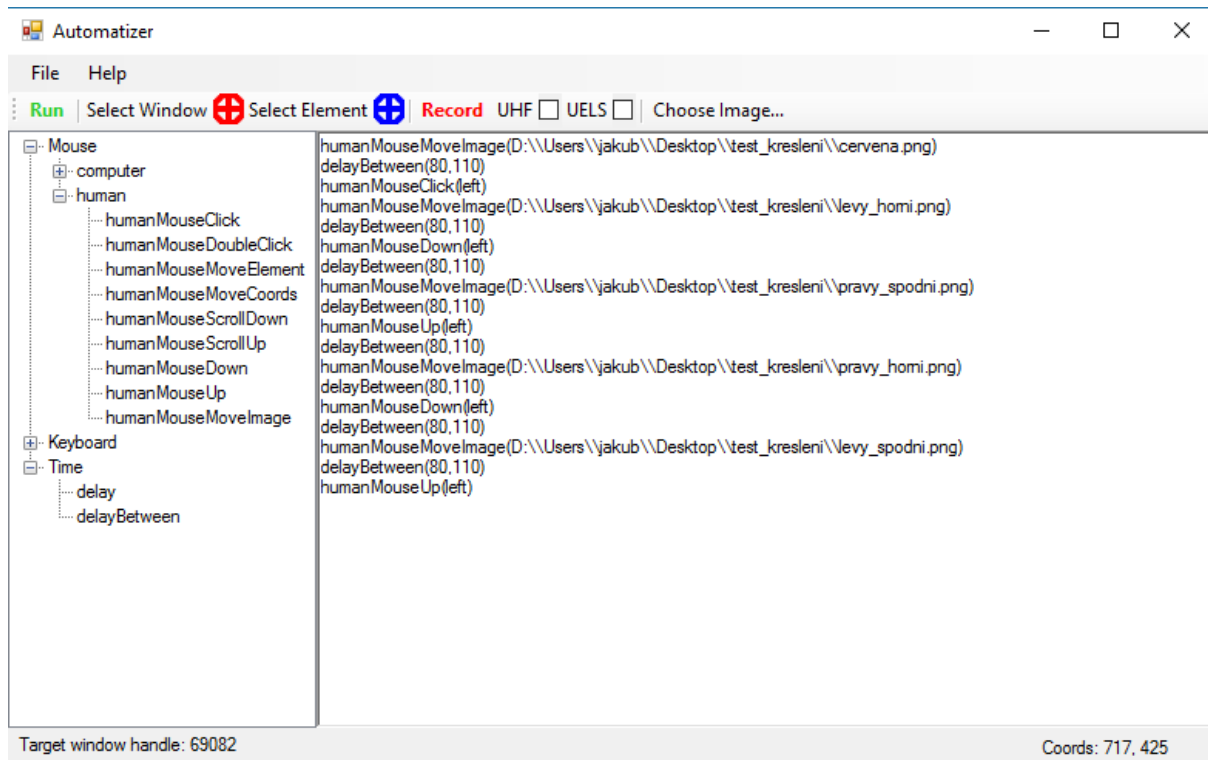 Automatizer
File Help
Run Select Window Select Element Record UHF UELS Choose Image...
Mouse
computer
human
humanMouseClick
humanMouseDoubleClick
humanMouseMoveElement
humanMouseMoveCoords
humanMouseScrollDown
humanMouseScrollUp
humanMouseDown
humanMouseUp
humanMouseMoveImage
Keyboard
Time
delay
delayBetween
humanMouseMoveImage(D:\\Users\\jakub\\Desktop\\test_kresleni\\cervena.png)
delayBetween(80,110)
humanMouseClick(left)
humanMouseMoveImage(D:\\Users\\jakub\\Desktop\\test_kresleni\\levy_horni.png)
delayBetween(80,110)
humanMouseDown(left)
delayBetween(80,110)
humanMouseMoveImage(D:\\Users\\jakub\\Desktop\\test_kresleni\\pravy_spodni.png)
delayBetween(80,110)
humanMouseUp(left)
delayBetween(80,110)
humanMouseMoveImage(D:\\Users\\jakub\\Desktop\\test_kresleni\\pravy_horni.png)
delayBetween(80,110)
humanMouseDown(left)
delayBetween(80,110)
humanMouseMoveImage(D:\\Users\\jakub\\Desktop\\test_kresleni\\levy_spodni.png)
delayBetween(80,110)
humanMouseUp(left)
Target window handle: 69082
Coords: 717, 425